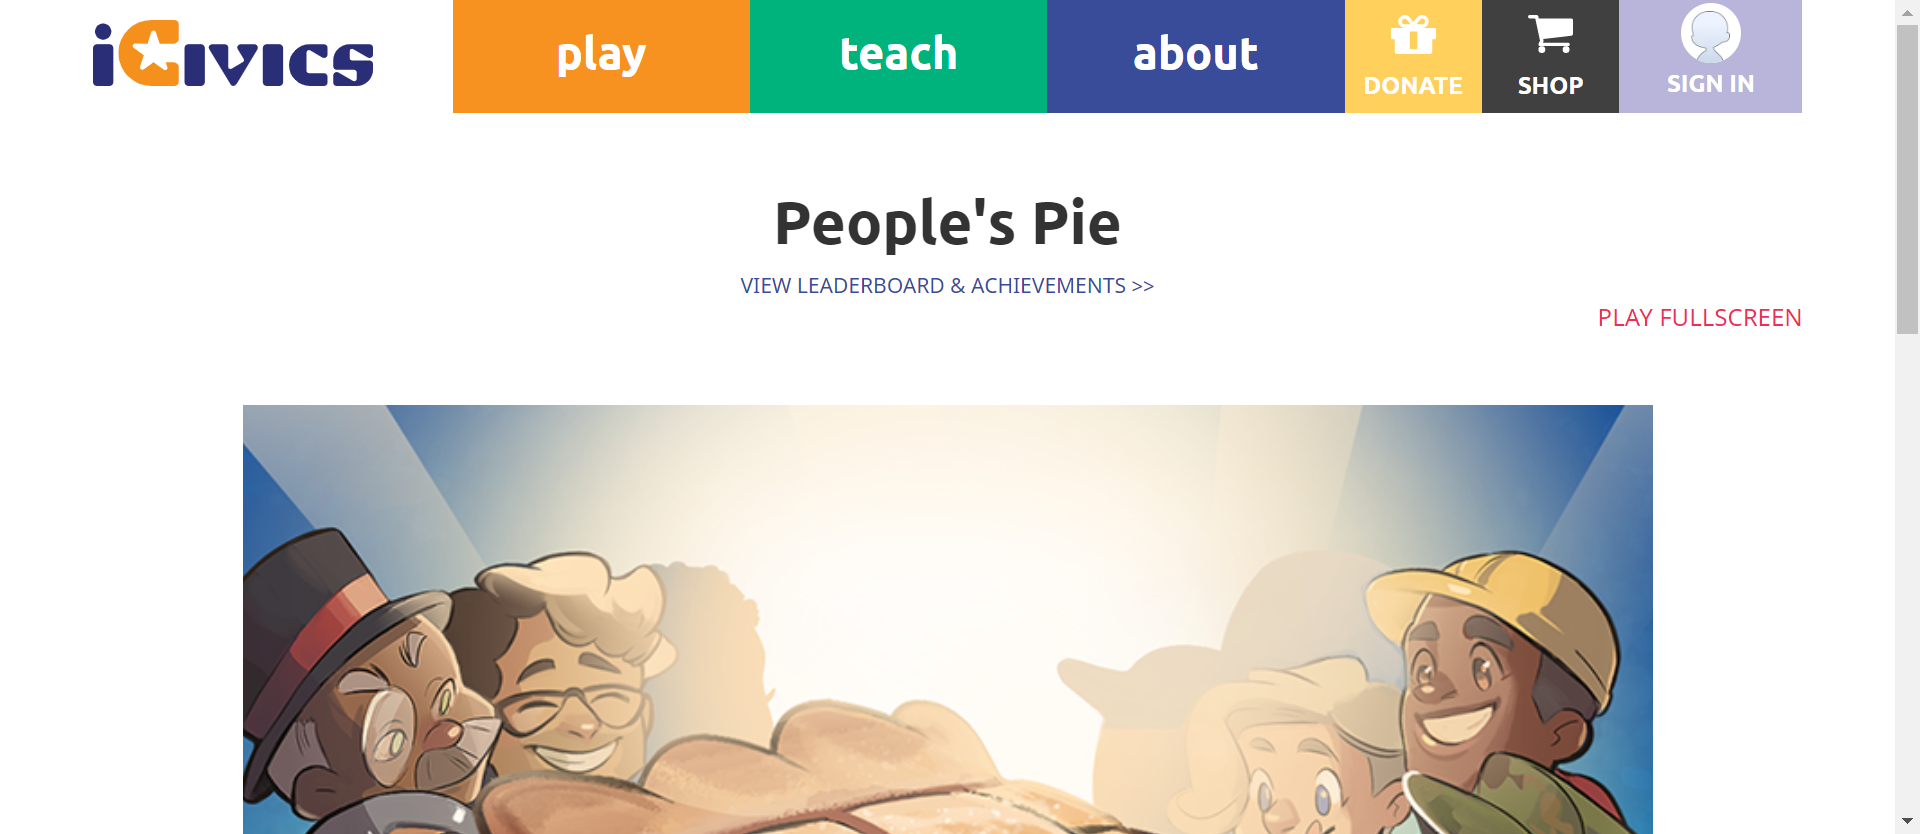 iCivics
play
teach
about
DONATE
SHOP
SIGN IN
People's Pie
VIEW LEADERBOARD & ACHIEVEMENTS >>
PLAY FULLSCREEN